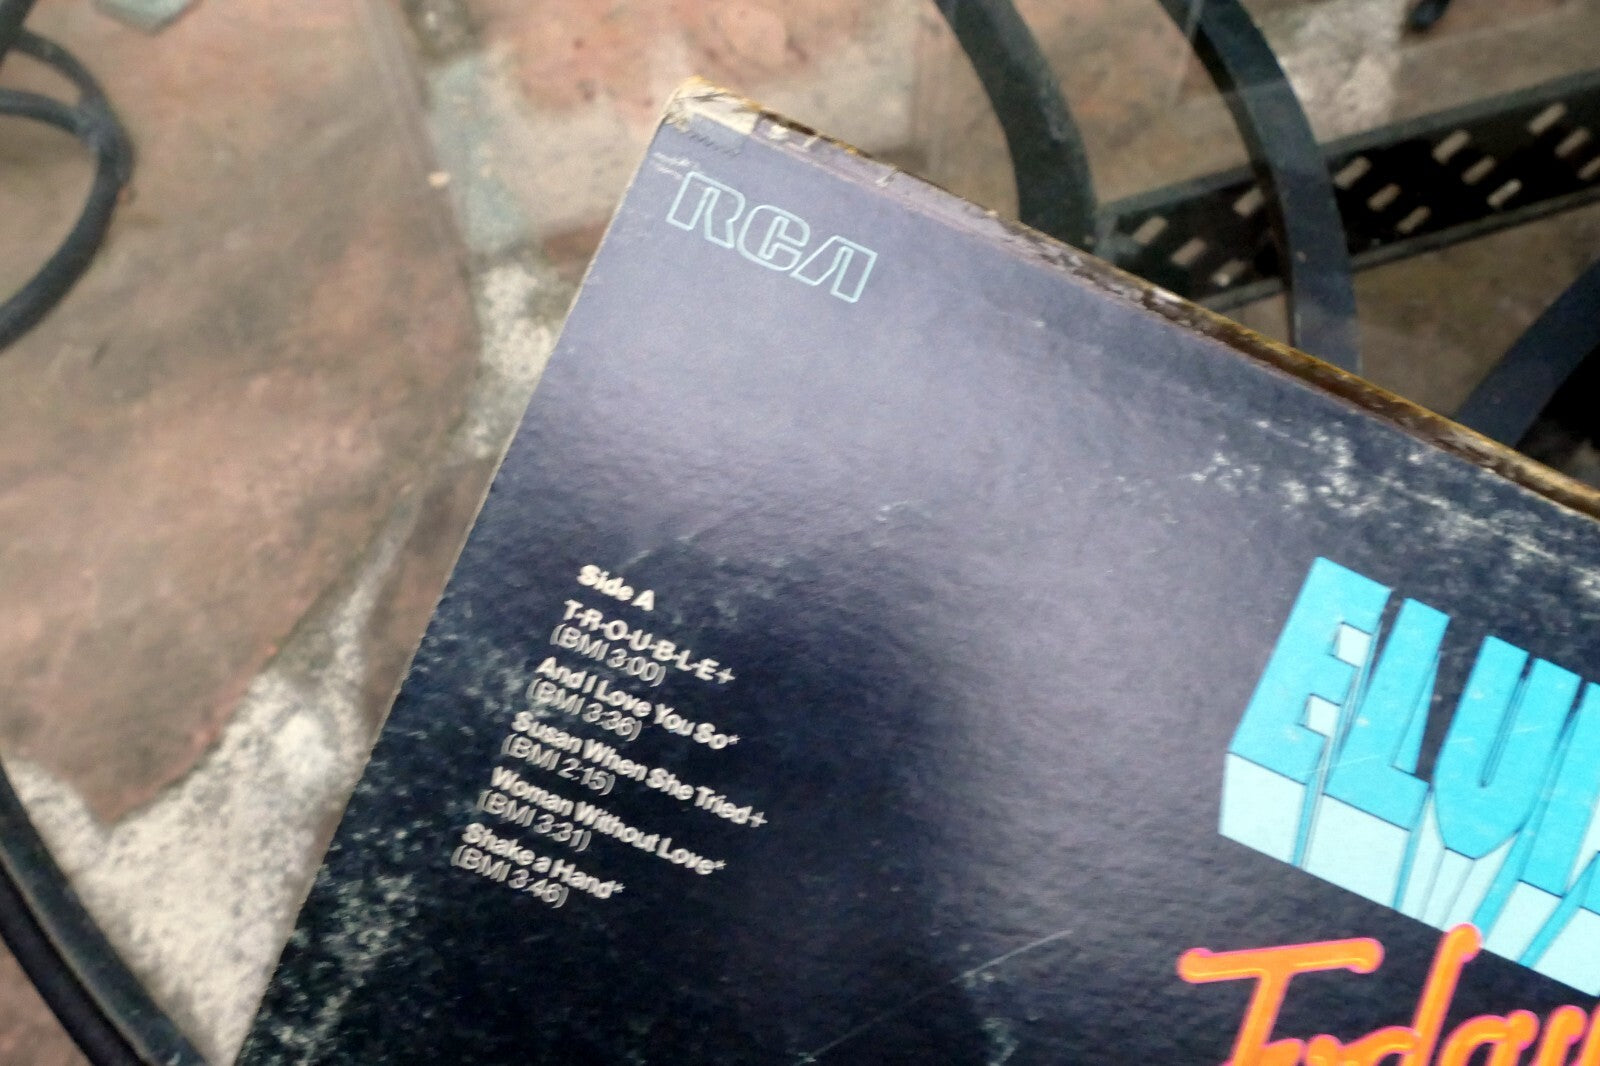 RCA
Side A
T-R-O-U-B-L-E+
(BMI 3:00)
And I Love You So*
(BMI 3:36)
Susan When She Tried+
(BMI 2:15)
Woman Without Love*
(BMI 3:31)
Shake a Hand*
(BMI 3:46)
Today